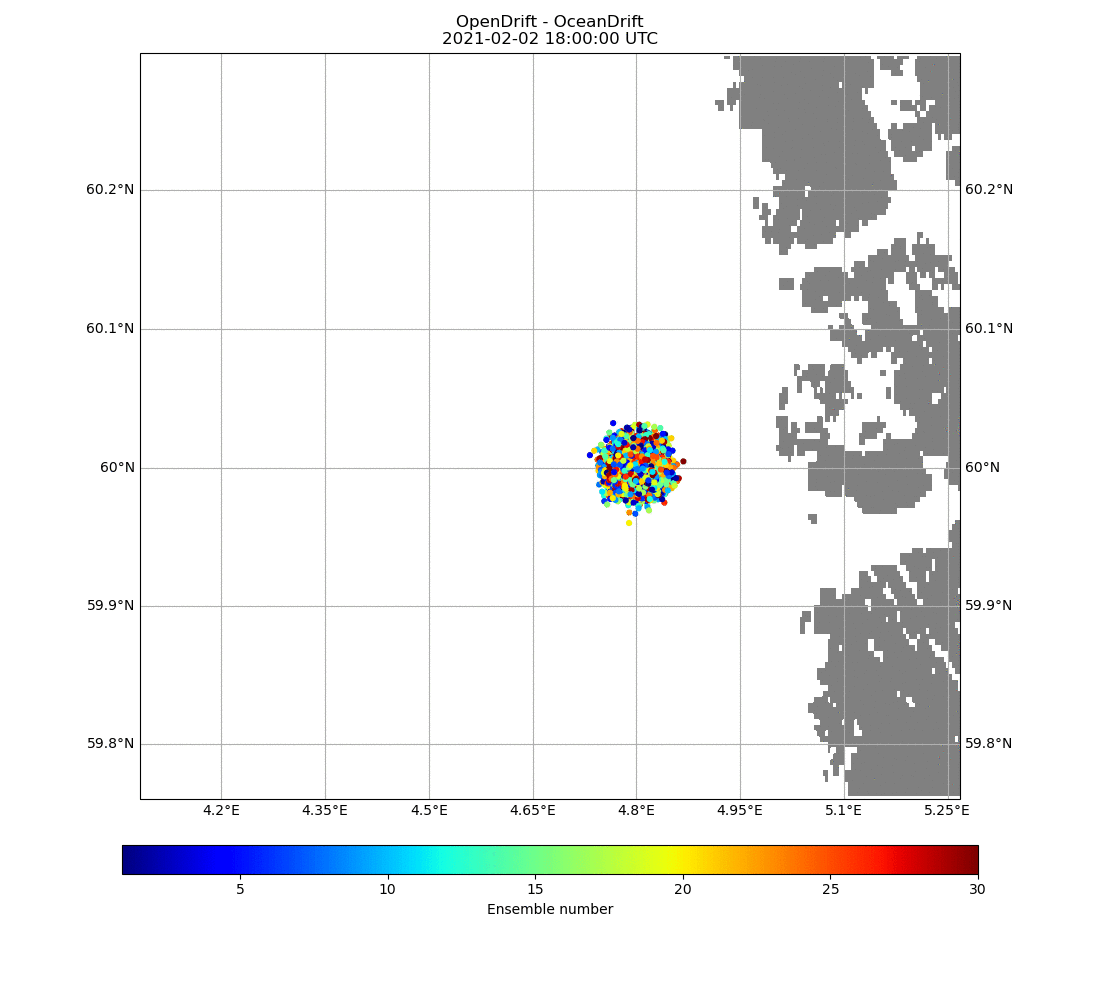 OpenDrift - OceanDrift
2021-02-02 18:00:00 UTC
60.2°N 60.2°N
60.1°N 60.1°N
60°N 60°N
59.9°N 59.9°N
59.8°N 59.8°N
4.2°E 4.35°E 4.5°E 4.65°E 4.8°E 4.95°E 5.1°E 5.25°E
5 10 15 20 25 30
Ensemble number